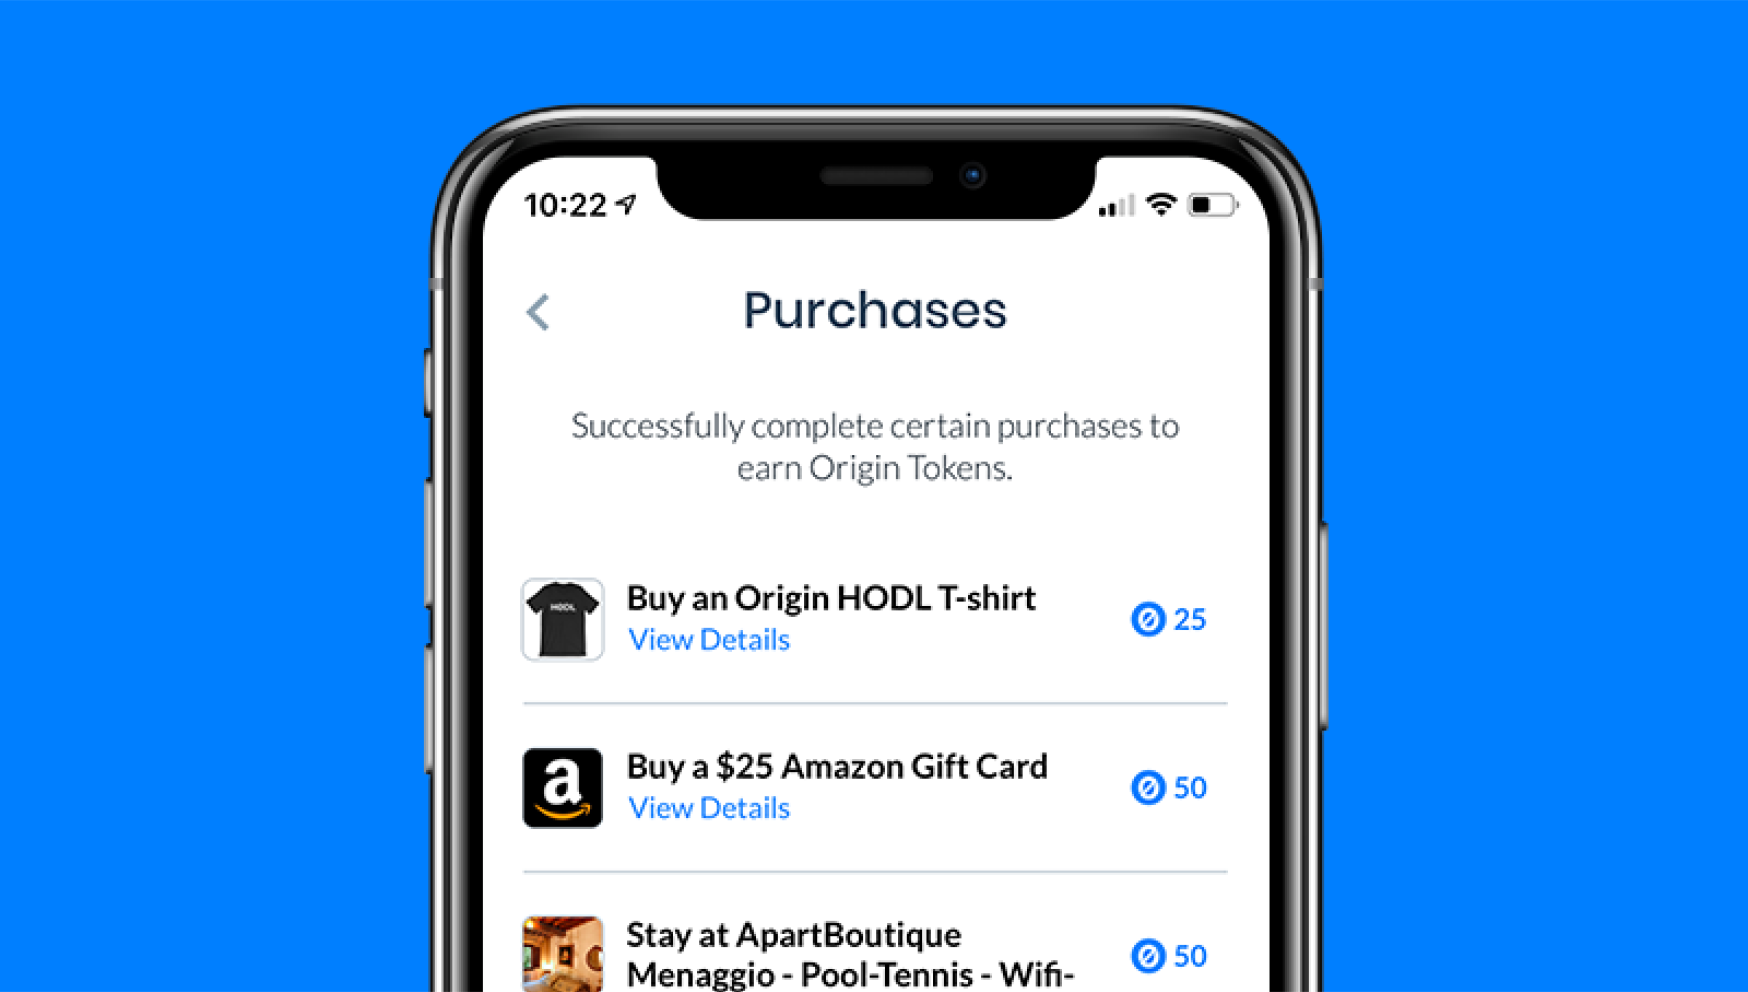 10:22
Purchases
Successfully complete certain purchases to
earn Origin Tokens.
HODL
Buy an Origin HODL T-shirt
25
View Details
a
Buy a $25 Amazon Gift Card
50
View Details
Stay at ApartBoutique
50
Menaggio - Pool-Tennis - Wifi-